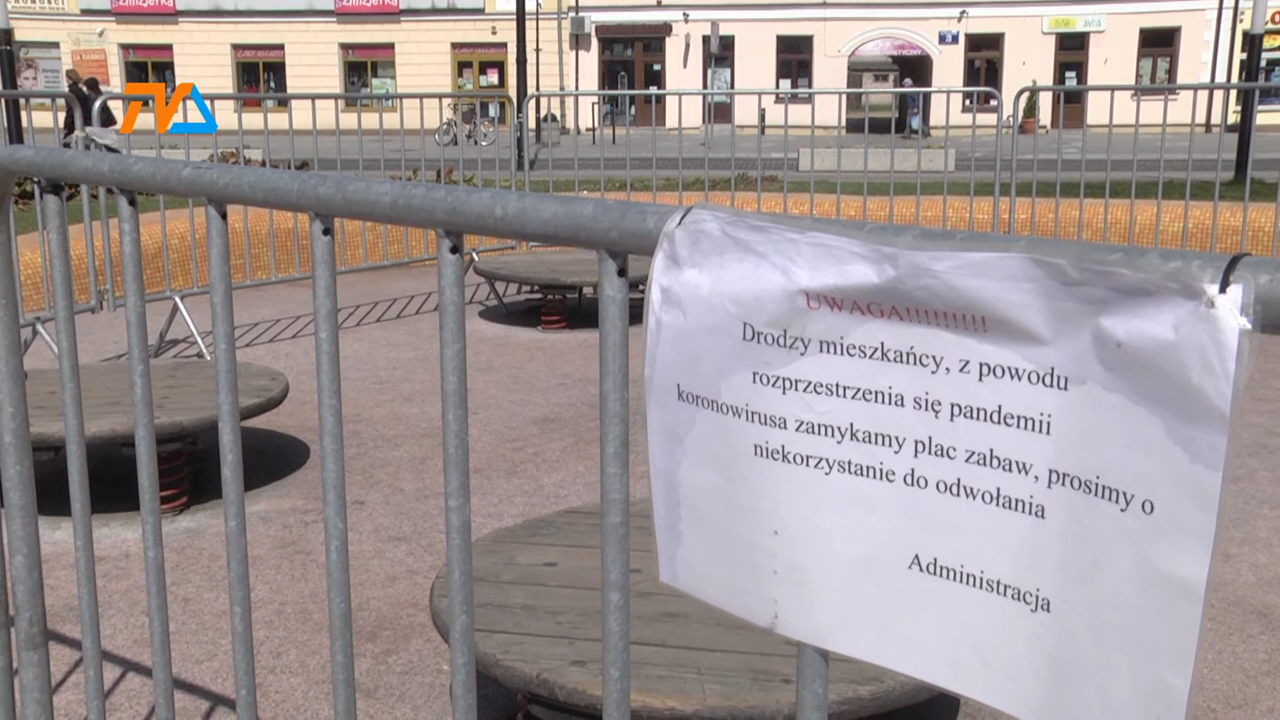 UWAGA!!!!!!!!!!
Drodzy mieszkańcy, z powodu
rozprzestrzenia się pandemii
koronowirusa zamykamy plac zabaw, prosimy o
niekorzystanie do odwołania
Administracja